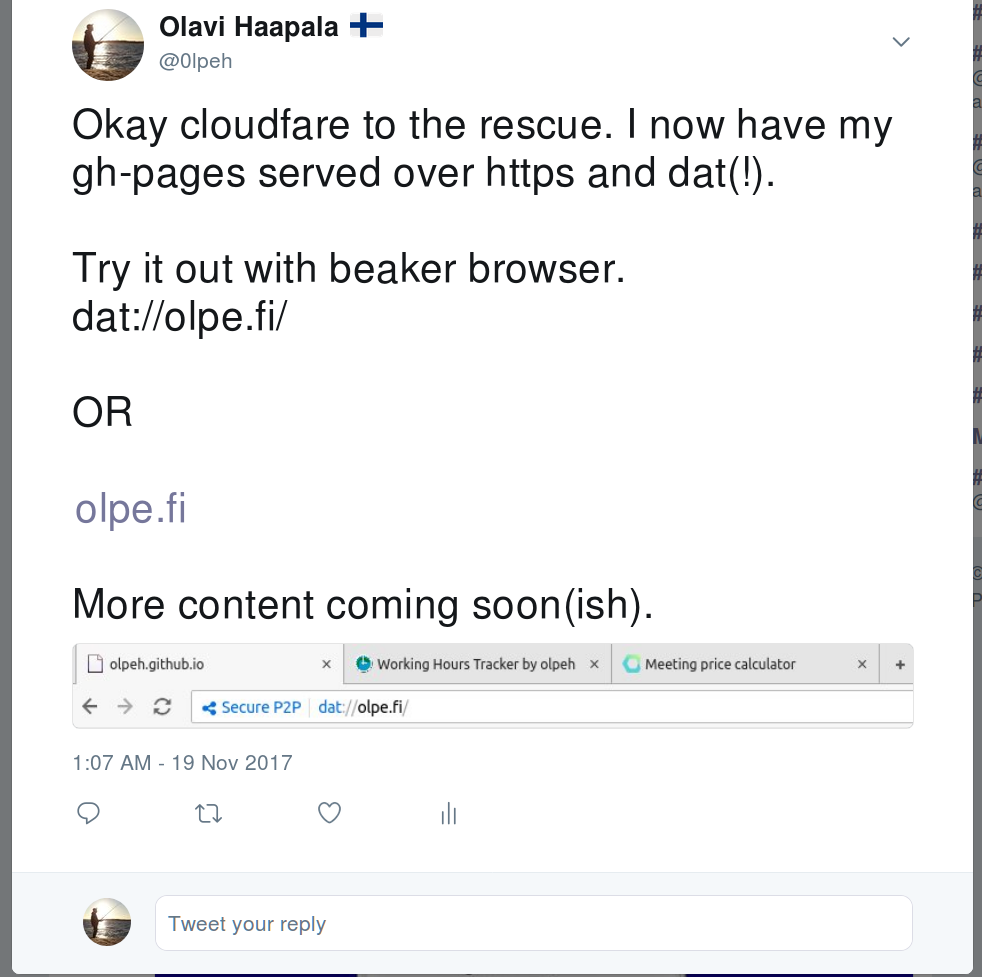 Olavi Haapala
@0lpeh
Okay cloudfare to the rescue. I now have my
gh-pages served over https and dat(!).
Try it out with beaker browser.
dat://olpe.fi/
OR
olpe.fi
More content coming soon(ish).
olpeh.github.io
Working Hours Tracker by olpeh
Meeting price calculator
Secure P2P
dat://olpe.fi/
1:07 AM - 19 Nov 2017
Tweet your reply